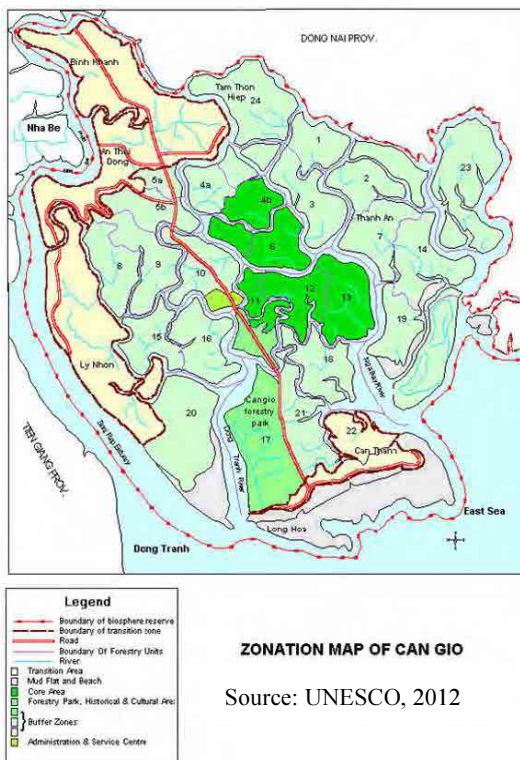 DONG NAI PROV.
Binh Khanh
Tam Thon
Hiep
24
Nha Be
An Thoi
Dong
1
2
23
5a
4a
4b
3
5b
Thanh An
6
7
14
8
9
10
11
12
13
19
15
16
18
Ly Nhon
20
Cangio
forestry
park
17
21
22
Can Thanh
Dong
Tranh River
TIEN GIANG PROV.
Long Hoa
East Sea
Dong Tranh
Legend
Boundary of biosphere reserve
Boundary of transition zone
Road
Boundary Of Forestry Units
River
Transition Area
Mud Flat and Beach
Core Area
Forestry Park, Historical & Cultural Area
Buffer Zones
Administration & Service Centre
ZONATION MAP OF CAN GIO
Source: UNESCO, 2012